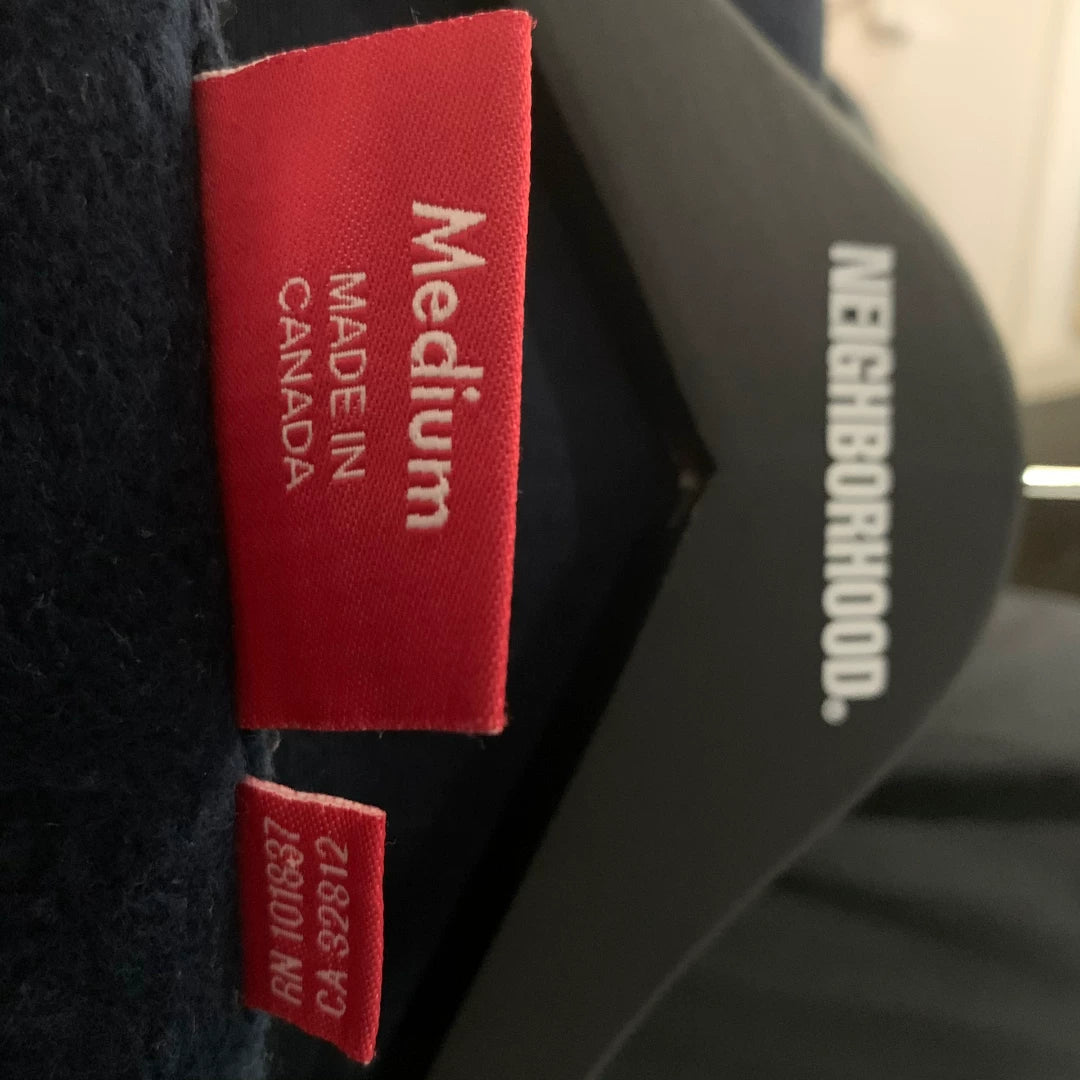 Medium
MADE IN
CANADA
RN 101837
CA 32812
NEIGHBORHOOD®